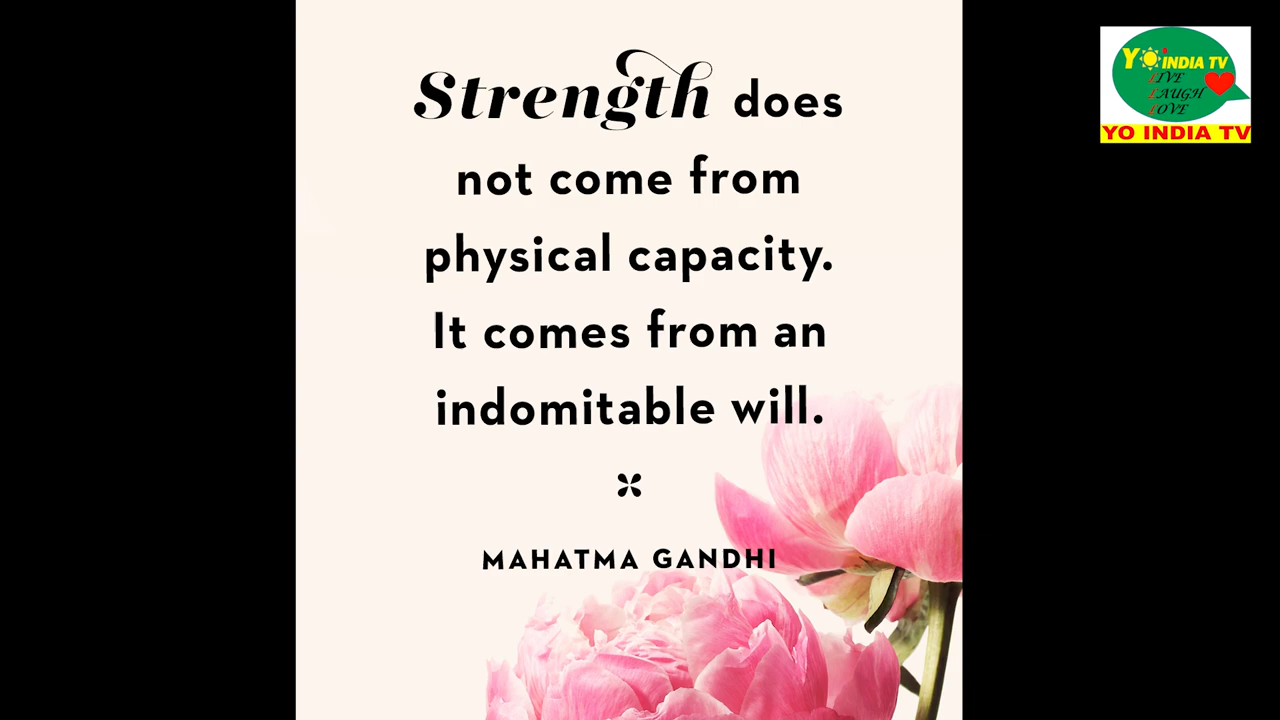 Strength does
not come from
physical capacity.
It comes from an
indomitable will.
MAHATMA GANDHI
YO INDIA TV
LIVE
LAUGH
LOVE
YO INDIA TV